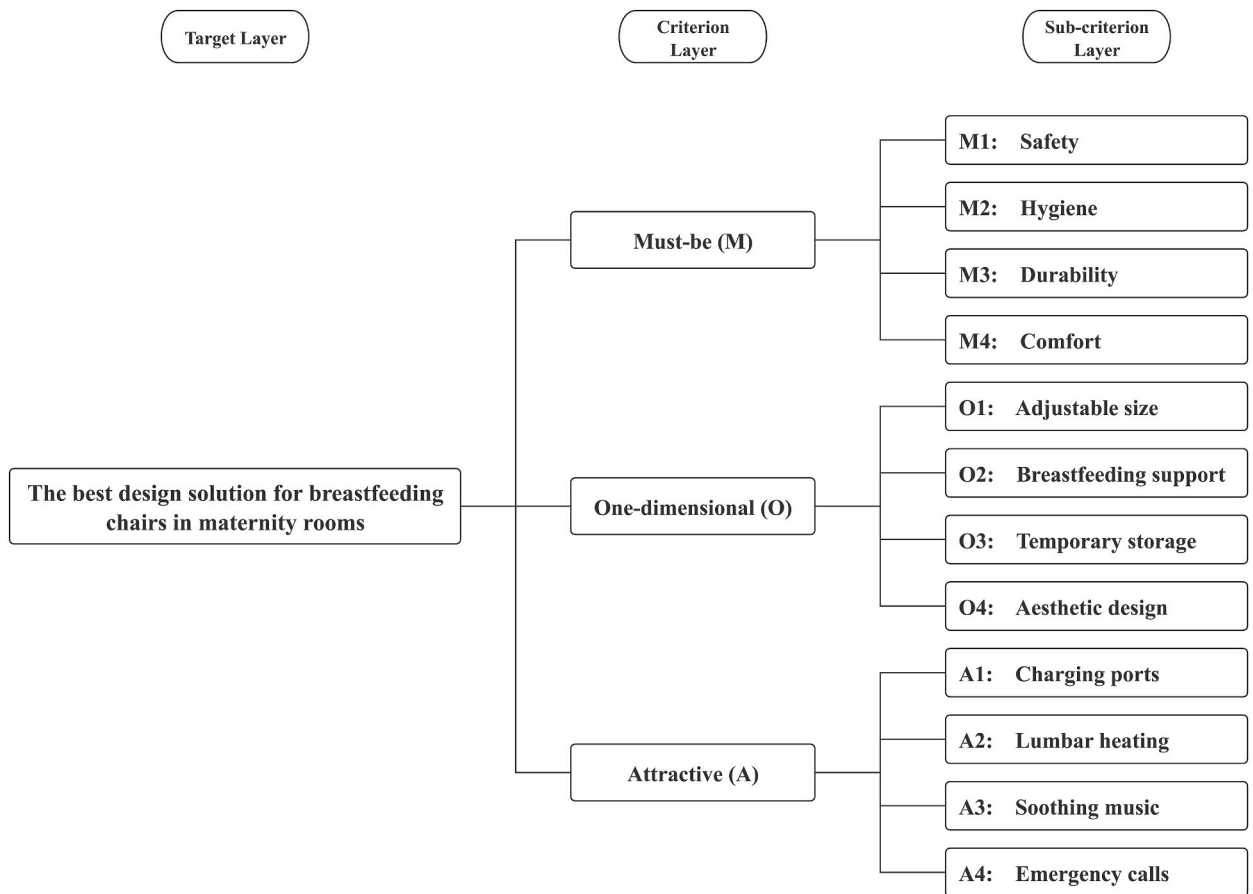 Target Layer
Criterion
Layer
Sub-criterion
Layer
M1: Safety
M2: Hygiene
Must-be (M)
M3: Durability
M4: Comfort
O1: Adjustable size
O2: Breastfeeding support
The best design solution for breastfeeding
chairs in maternity rooms
One-dimensional (O)
O3: Temporary storage
O4: Aesthetic design
A1: Charging ports
A2: Lumbar heating
Attractive (A)
A3: Soothing music
A4: Emergency calls